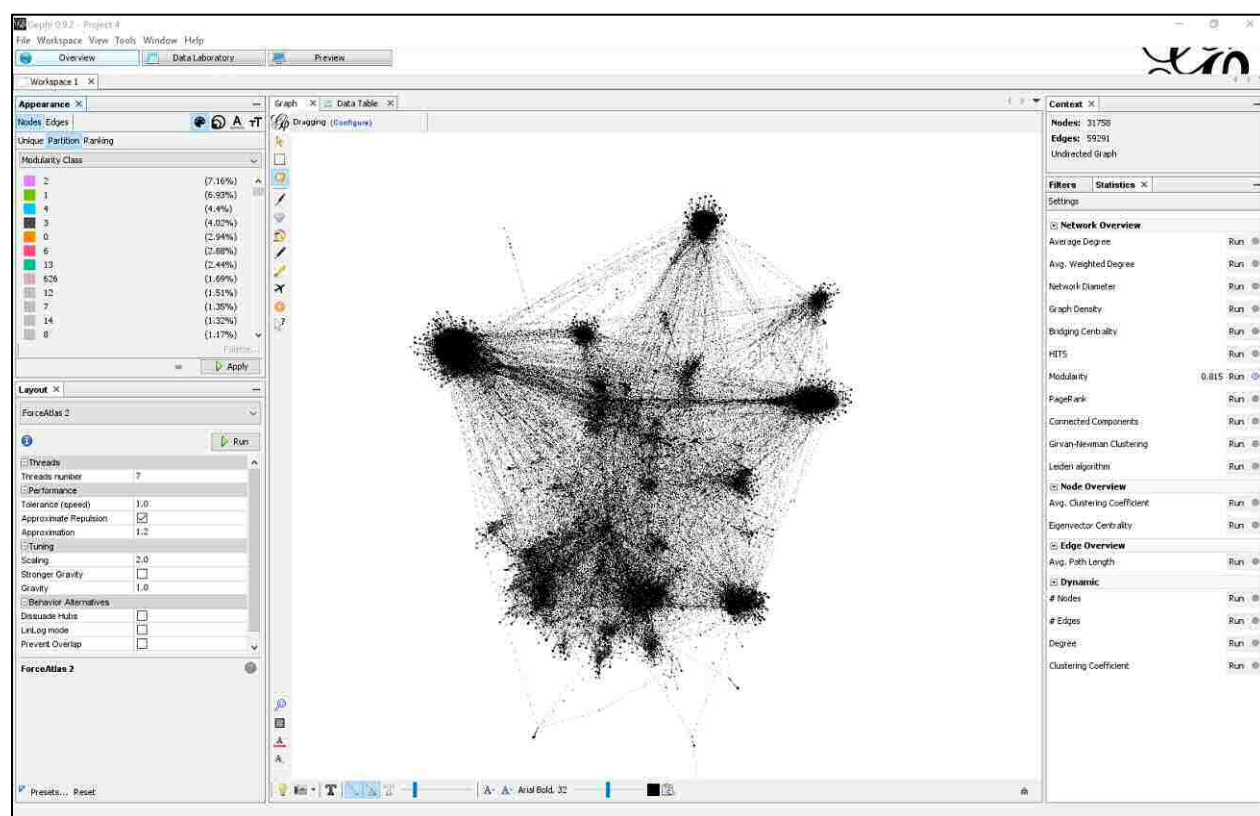 Gephi 0.9.2 - Project 4
File Workspace View Tools Window Help
Overview Data Laboratory Preview
Workspace 1
Appearance
Nodes Edges
Unique Partition Ranking
Modularity Class
2 (7.16%)
1 (6.93%)
4 (4.4%)
3 (4.02%)
0 (2.94%)
6 (2.88%)
13 (2.44%)
626 (1.69%)
12 (1.51%)
7 (1.35%)
14 (1.32%)
8 (1.17%)
Palette...
Apply
Layout
ForceAtlas 2
Run
Threads
Threads number 7
Performance
Tolerance (speed) 1.0
Approximate Repulsion
Approximation 1.2
Tuning
Scaling 2.0
Stronger Gravity
Gravity 1.0
Behavior Alternatives
Dissuade Hubs
LinLog mode
Prevent Overlap
ForceAtlas 2
Presets... Reset
Graph Data Table
Dragging (Configure)
Arial Bold, 32
Context
Nodes: 31758
Edges: 59291
Undirected Graph
Filters Statistics
Settings
Network Overview
Average Degree Run
Avg. Weighted Degree Run
Network Diameter Run
Graph Density Run
Bridging Centrality Run
HITS Run
Modularity 0.815 Run
PageRank Run
Connected Components Run
Girvan-Newman Clustering Run
Leiden algorithm Run
Node Overview
Avg. Clustering Coefficient Run
Eigenvector Centrality Run
Edge Overview
Avg. Path Length Run
Dynamic
# Nodes Run
# Edges Run
Degree Run
Clustering Coefficient Run